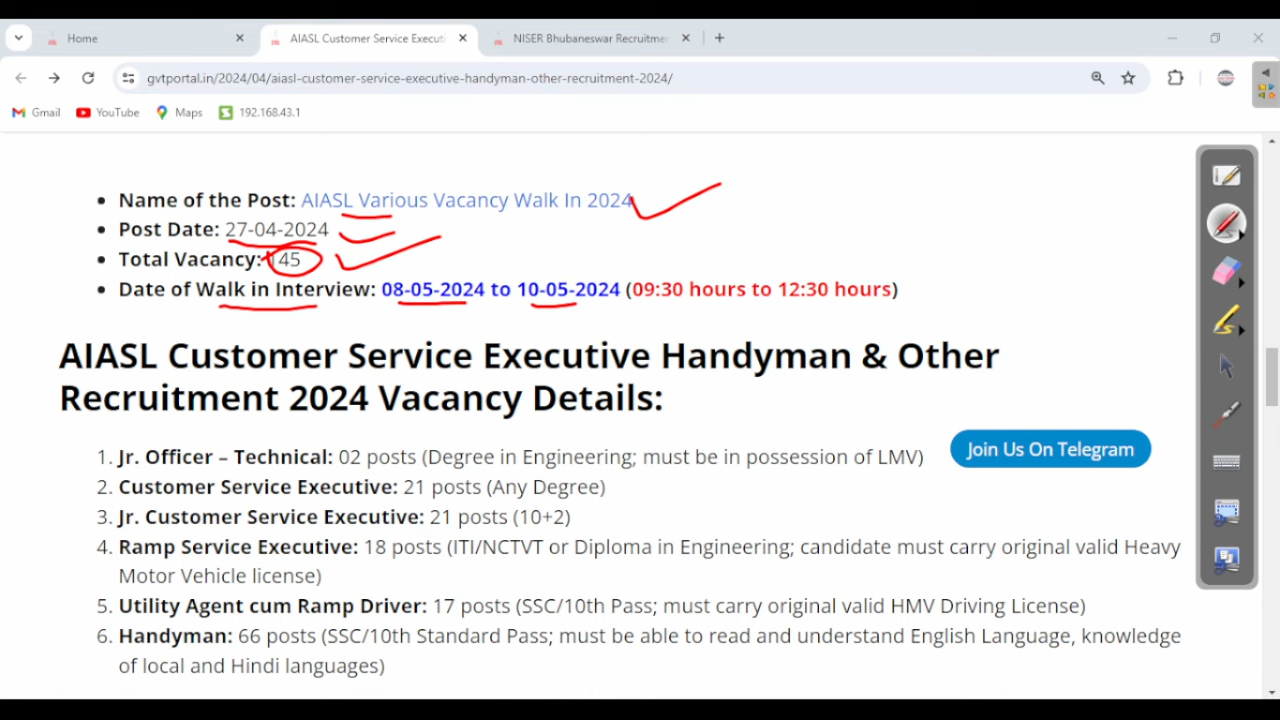 Home
AIASL Customer Service Executi
NISER Bhubaneswar Recruitmen
gvtportal.in/2024/04/aiasl-customer-service-executive-handyman-other-recruitment-2024/
Gmail
YouTube
Maps
192.168.43.1
Name of the Post: AIASL Various Vacancy Walk In 2024
Post Date: 27-04-2024
Total Vacancy: 145
Date of Walk in Interview: 08-05-2024 to 10-05-2024 (09:30 hours to 12:30 hours)
AIASL Customer Service Executive Handyman & Other
Recruitment 2024 Vacancy Details:
Join Us On Telegram
1. Jr. Officer – Technical: 02 posts (Degree in Engineering; must be in possession of LMV)
2. Customer Service Executive: 21 posts (Any Degree)
3. Jr. Customer Service Executive: 21 posts (10+2)
4. Ramp Service Executive: 18 posts (ITI/NCTVT or Diploma in Engineering; candidate must carry original valid Heavy
Motor Vehicle license)
5. Utility Agent cum Ramp Driver: 17 posts (SSC/10th Pass; must carry original valid HMV Driving License)
6. Handyman: 66 posts (SSC/10th Standard Pass; must be able to read and understand English Language, knowledge
of local and Hindi languages)